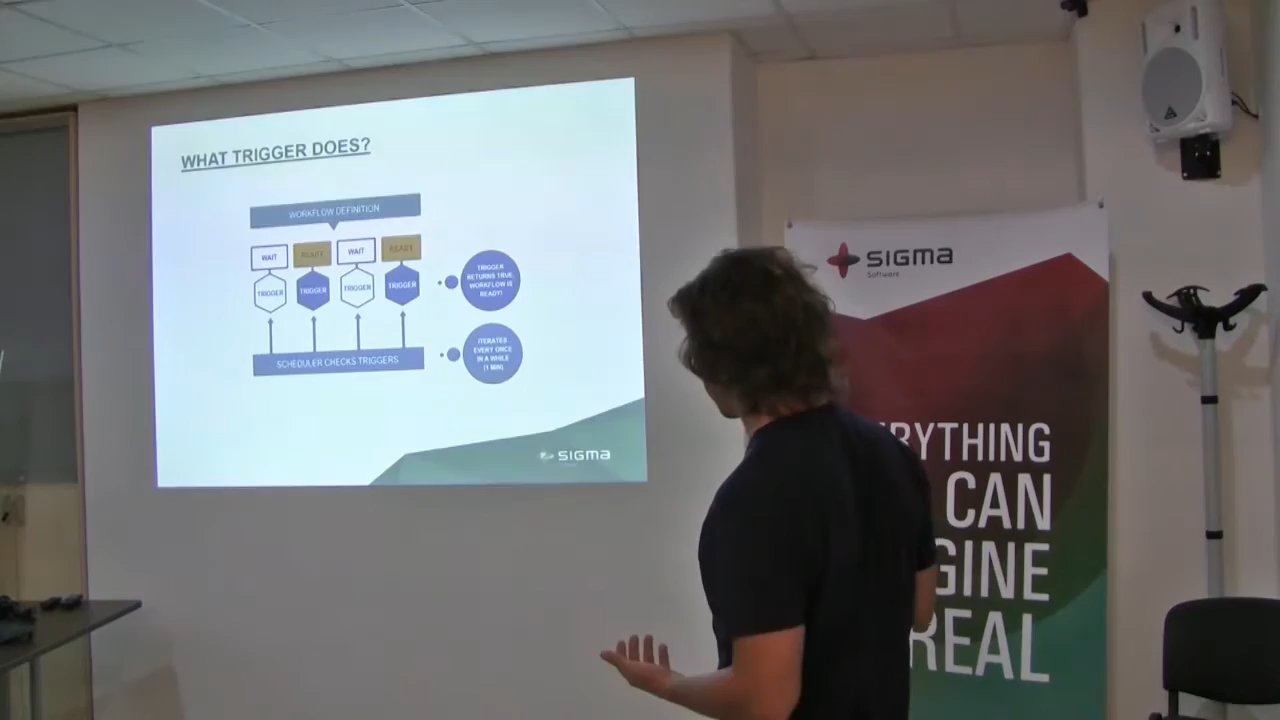 WHAT TRIGGER DOES?
WORKFLOW DEFINITION
WAIT
READY
WAIT
READY
TRIGGER
TRIGGER
TRIGGER
TRIGGER
TRIGGER
RETURNS TRUE,
WORKFLOW IS
READY!
SCHEDULER CHECKS TRIGGERS
ITERATES
EVERY ONCE
IN A WHILE
(1 MIN)
SIGMA
SIGMA
Software
RYTHING
CAN
GINE
REAL